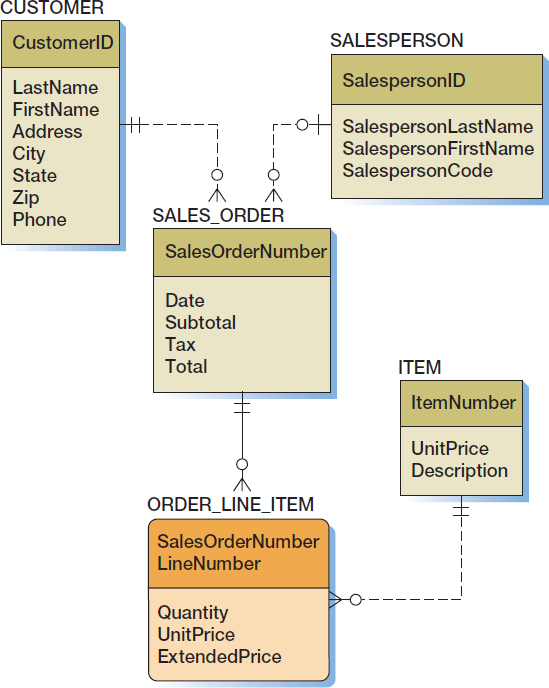 CUSTOMER
CustomerID
LastName
FirstName
Address
City
State
Zip
Phone
SALESPERSON
SalespersonID
SalespersonLastName
SalespersonFirstName
SalespersonCode
SALES_ORDER
SalesOrderNumber
Date
Subtotal
Tax
Total
ITEM
ItemNumber
UnitPrice
Description
ORDER_LINE_ITEM
SalesOrderNumber
LineNumber
Quantity
UnitPrice
ExtendedPrice